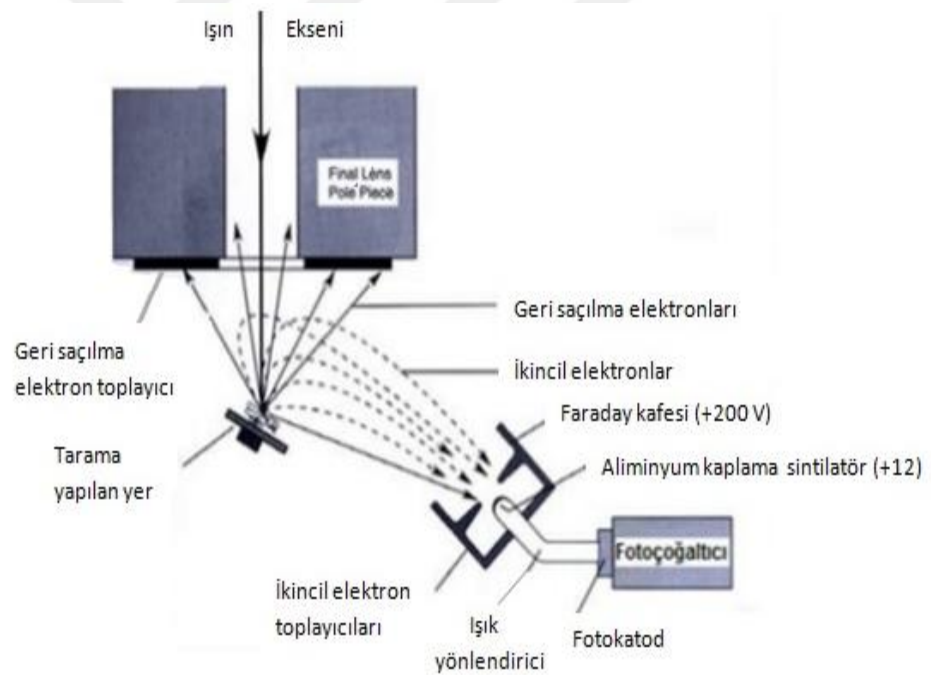 Işın Ekseni
Final Lens
Pole Piece
Geri saçılma elektronları
Geri saçılma
elektron toplayıcı
İkincil elektronlar
Faraday kafesi (+200 V)
Tarama
yapılan yer
Aliminyum kaplama sintilatör (+12)
Fotoçoğaltıcı
İkincil elektron
toplayıcıları
Işık
yönlendirici
Fotokatod